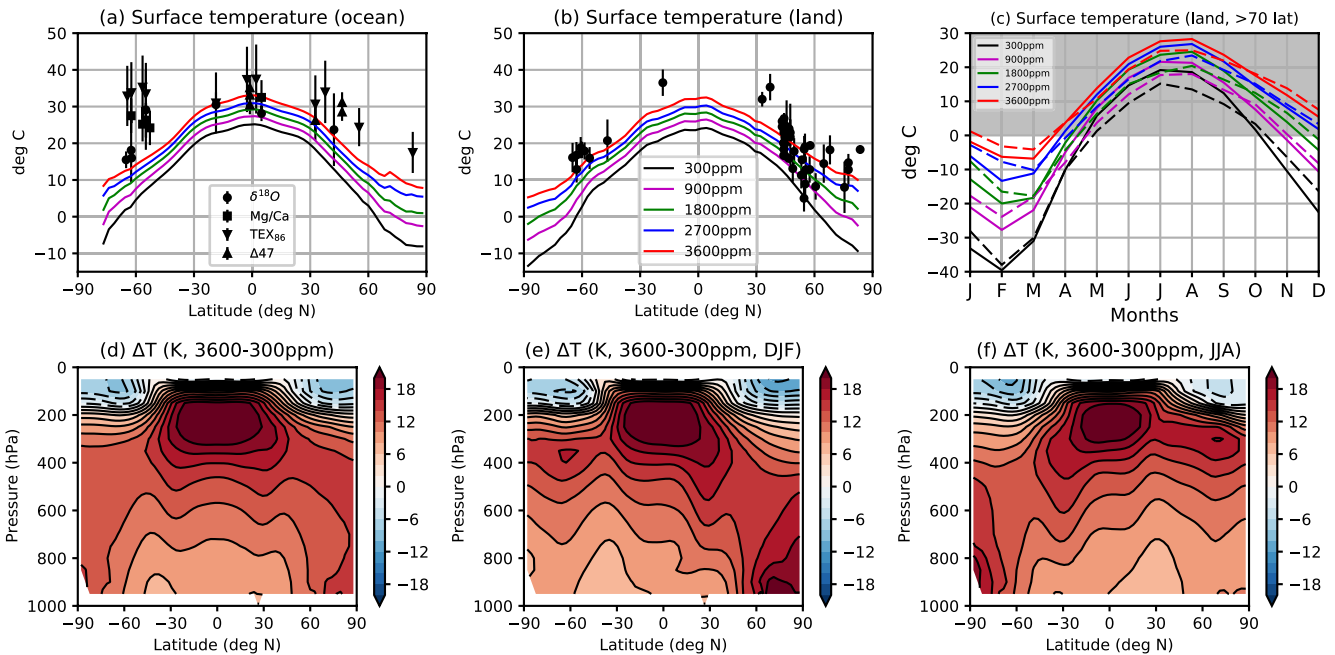 (a) Surface temperature (ocean)
(b) Surface temperature (land)
(c) Surface temperature (land, >70 lat)
50
40
30
20
10
0
−10
deg C
−90 −60 −30 0 30 60 90
Latitude (deg N)
δ¹⁸O
Mg/Ca
TEX₈₆
Δ47
50
40
30
20
10
0
−10
−90 −60 −30 0 30 60 90
Latitude (deg N)
300ppm
900ppm
1800ppm
2700ppm
3600ppm
30
20
10
0
−10
−20
−30
−40
deg C
J F M A M J J A S O N D
Months
300ppm
900ppm
1800ppm
2700ppm
3600ppm
(d) ΔT (K, 3600-300ppm)
(e) ΔT (K, 3600-300ppm, DJF)
(f) ΔT (K, 3600-300ppm, JJA)
0
200
400
600
800
1000
Pressure (hPa)
−90 −60 −30 0 30 60 90
Latitude (deg N)
18
12
6
0
−6
−12
−18
0
200
400
600
800
1000
Pressure (hPa)
−90 −60 −30 0 30 60 90
Latitude (deg N)
18
12
6
0
−6
−12
−18
0
200
400
600
800
1000
Pressure (hPa)
−90 −60 −30 0 30 60 90
Latitude (deg N)
18
12
6
0
−6
−12
−18